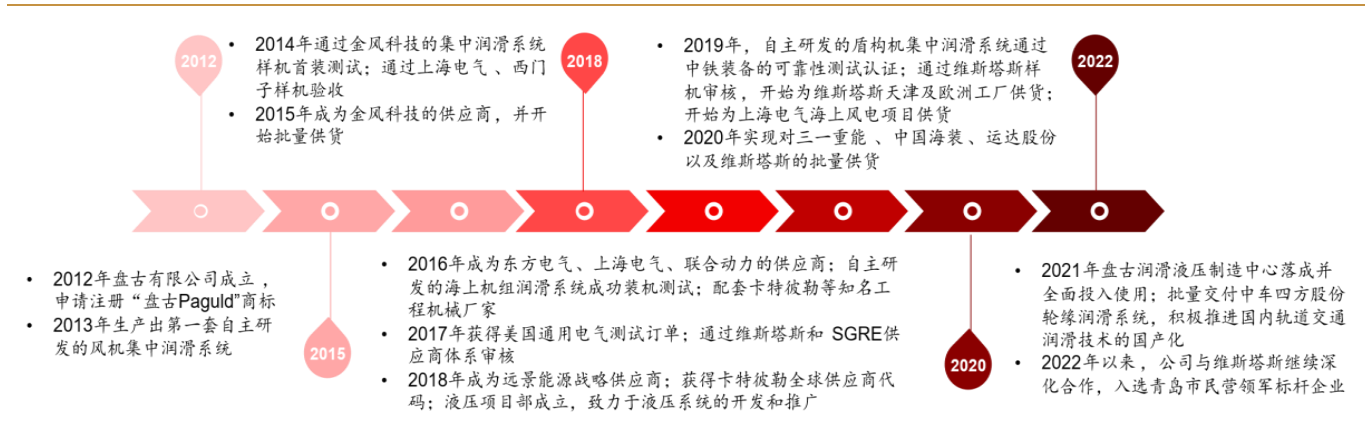 2012
• 2014年通过金风科技的集中润滑系统
样机首装测试；通过上海电气、西门
子样机验收
• 2015年成为金风科技的供应商，并开
始批量供货
2018
• 2019年，自主研发的盾构机集中润滑系统通过
中铁装备的可靠性测试认证；通过维斯塔斯样
机审核，开始为维斯塔斯天津及欧洲工厂供货；
开始为上海电气海上风电项目供货
• 2020年实现对三一重能、中国海装、运达股份
以及维斯塔斯的批量供货
2022
• 2012年盘古有限公司成立，
申请注册“盘古Paguld”商标
• 2013年生产出第一套自主研
发的风机集中润滑系统
2015
• 2016年成为东方电气、上海电气、联合动力的供应商；自主研
发的海上机组润滑系统成功装机测试；配套卡特彼勒等知名工
程机械厂家
• 2017年获得美国通用电气测试订单；通过维斯塔斯和 SGRE供
应商体系审核
• 2018年成为远景能源战略供应商；获得卡特彼勒全球供应商代
码；液压项目部成立，致力于液压系统的开发和推广
2020
• 2021年盘古润滑液压制造中心落成并
全面投入使用；批量交付中车四方股份
轮缘润滑系统，积极推进国内轨道交通
润滑技术的国产化
• 2022年以来，公司与维斯塔斯继续深
化合作，入选青岛市民营领军标杆企业